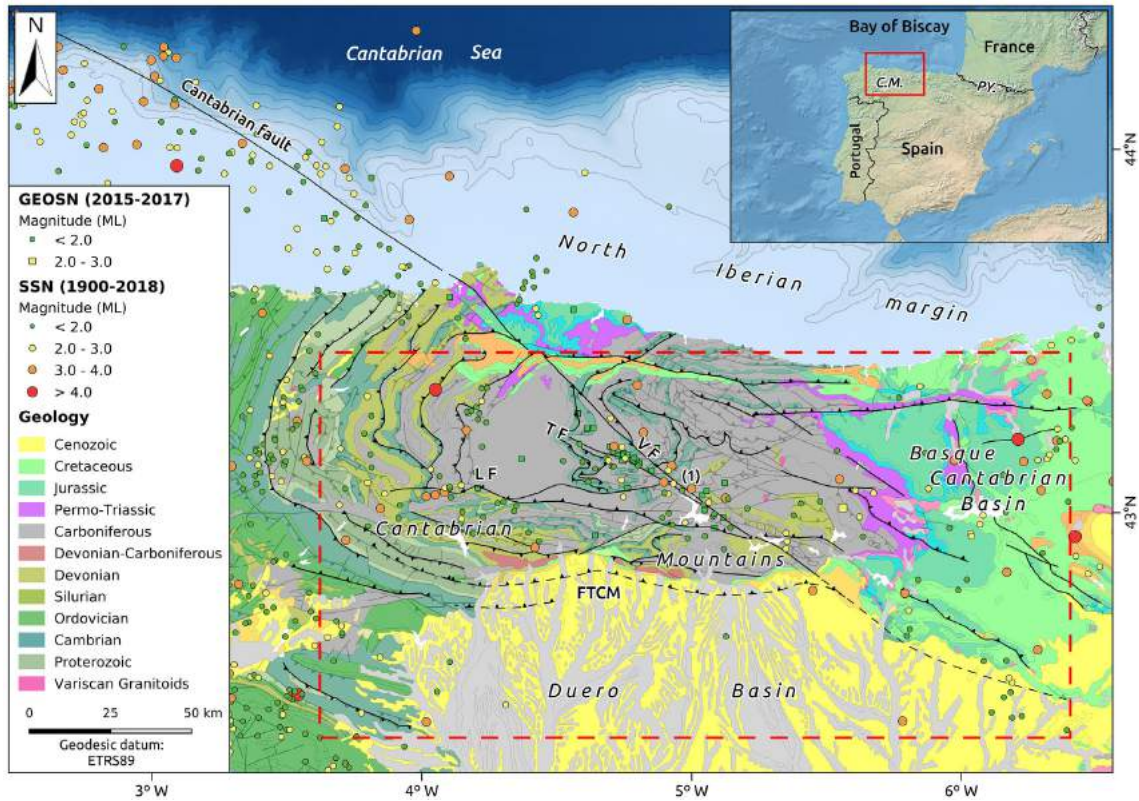 N
Cantabrian Sea
Cantabrian fault
Bay of Biscay
France
C.M.
PY.
Portugal
Spain
44°N
GEOSN (2015-2017)
Magnitude (ML)
< 2.0
2.0 - 3.0
SSN (1900-2018)
Magnitude (ML)
< 2.0
2.0 - 3.0
3.0 - 4.0
> 4.0
Geology
Cenozoic
Cretaceous
Jurassic
Permo-Triassic
Carboniferous
Devonian-Carboniferous
Devonian
Silurian
Ordovician
Cambrian
Proterozoic
Variscan Granitoids
0 25 50 km
Geodesic datum:
ETRS89
North
Iberian
margin
TF
VF
LF
(1)
Basque
Cantabrian
Basin
43°N
Cantabrian
Mountains
FTCM
Duero Basin
3°W
4°W
5°W
6°W